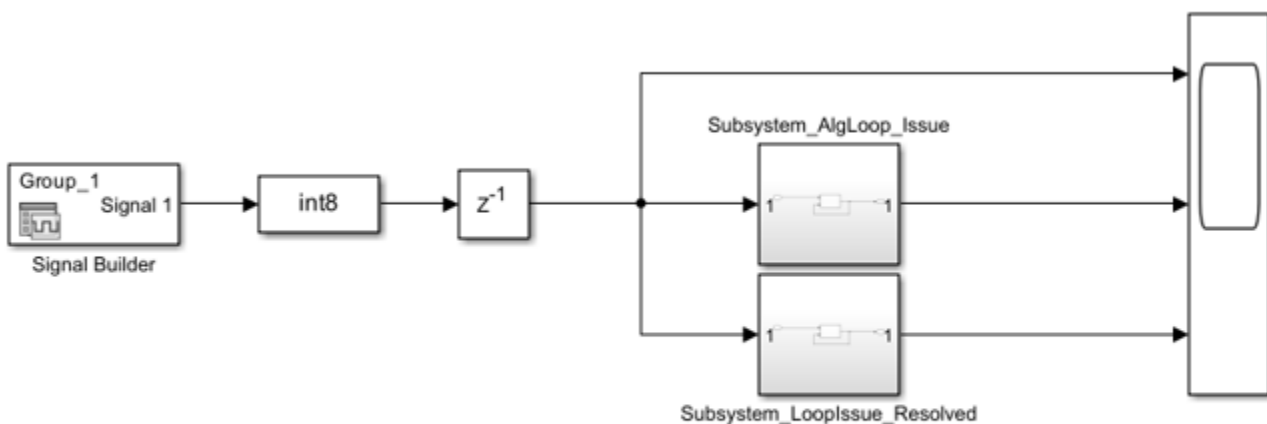 Subsystem_AlgLoop_Issue
Group_1
Signal 1
Signal Builder
int8
z-1
1 1
1 1
Subsystem_LoopIssue_Resolved